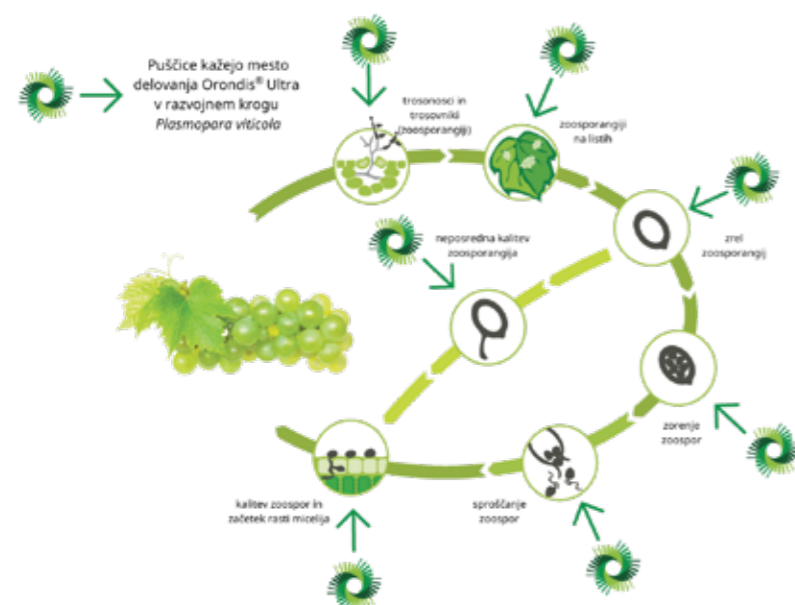 Puščice kažejo mesto
delovanja Orondis® Ultra
v razvojnem krogu
Plasmopara viticola
trosonosci in
trosovniki
(zoosporangiji)
zoosporangiji
na listih
zrel
zoosporangij
neposredna kalitev
zoosporangija
zorenje
zoospor
sproščanje
zoospor
kalitev zoospor in
začetek rasti micelija